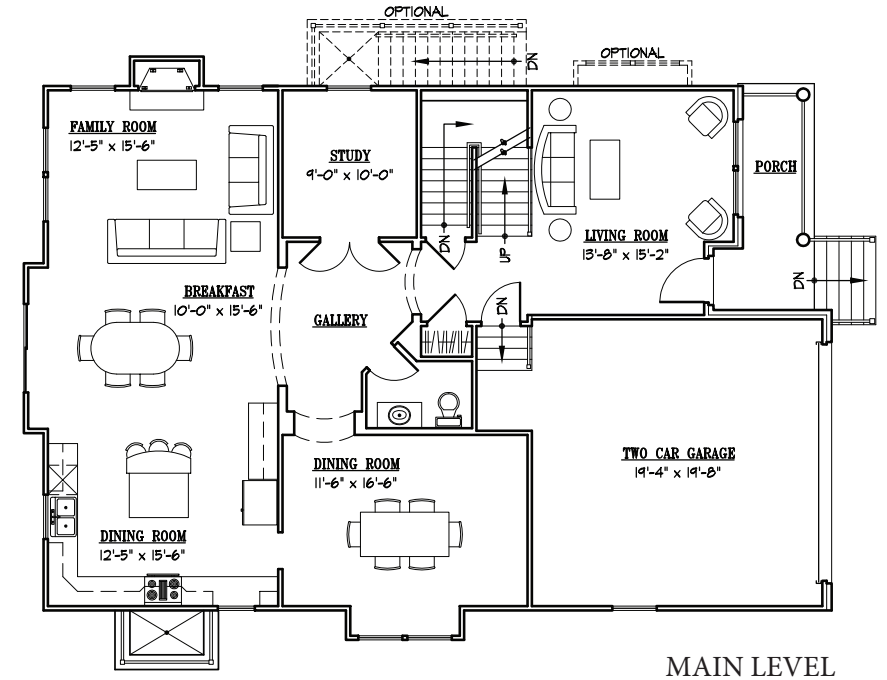 OPTIONAL
DN
OPTIONAL
FAMILY ROOM
12'-5" x 15'-6"
STUDY
9'-0" x 10'-0"
PORCH
DN
UP
LIVING ROOM
13'-8" x 15'-2"
DN
BREAKFAST
10'-0" x 15'-6"
GALLERY
DN
DINING ROOM
11'-6" x 16'-6"
TWO CAR GARAGE
19'-4" x 19'-8"
DINING ROOM
12'-5" x 15'-6"
MAIN LEVEL